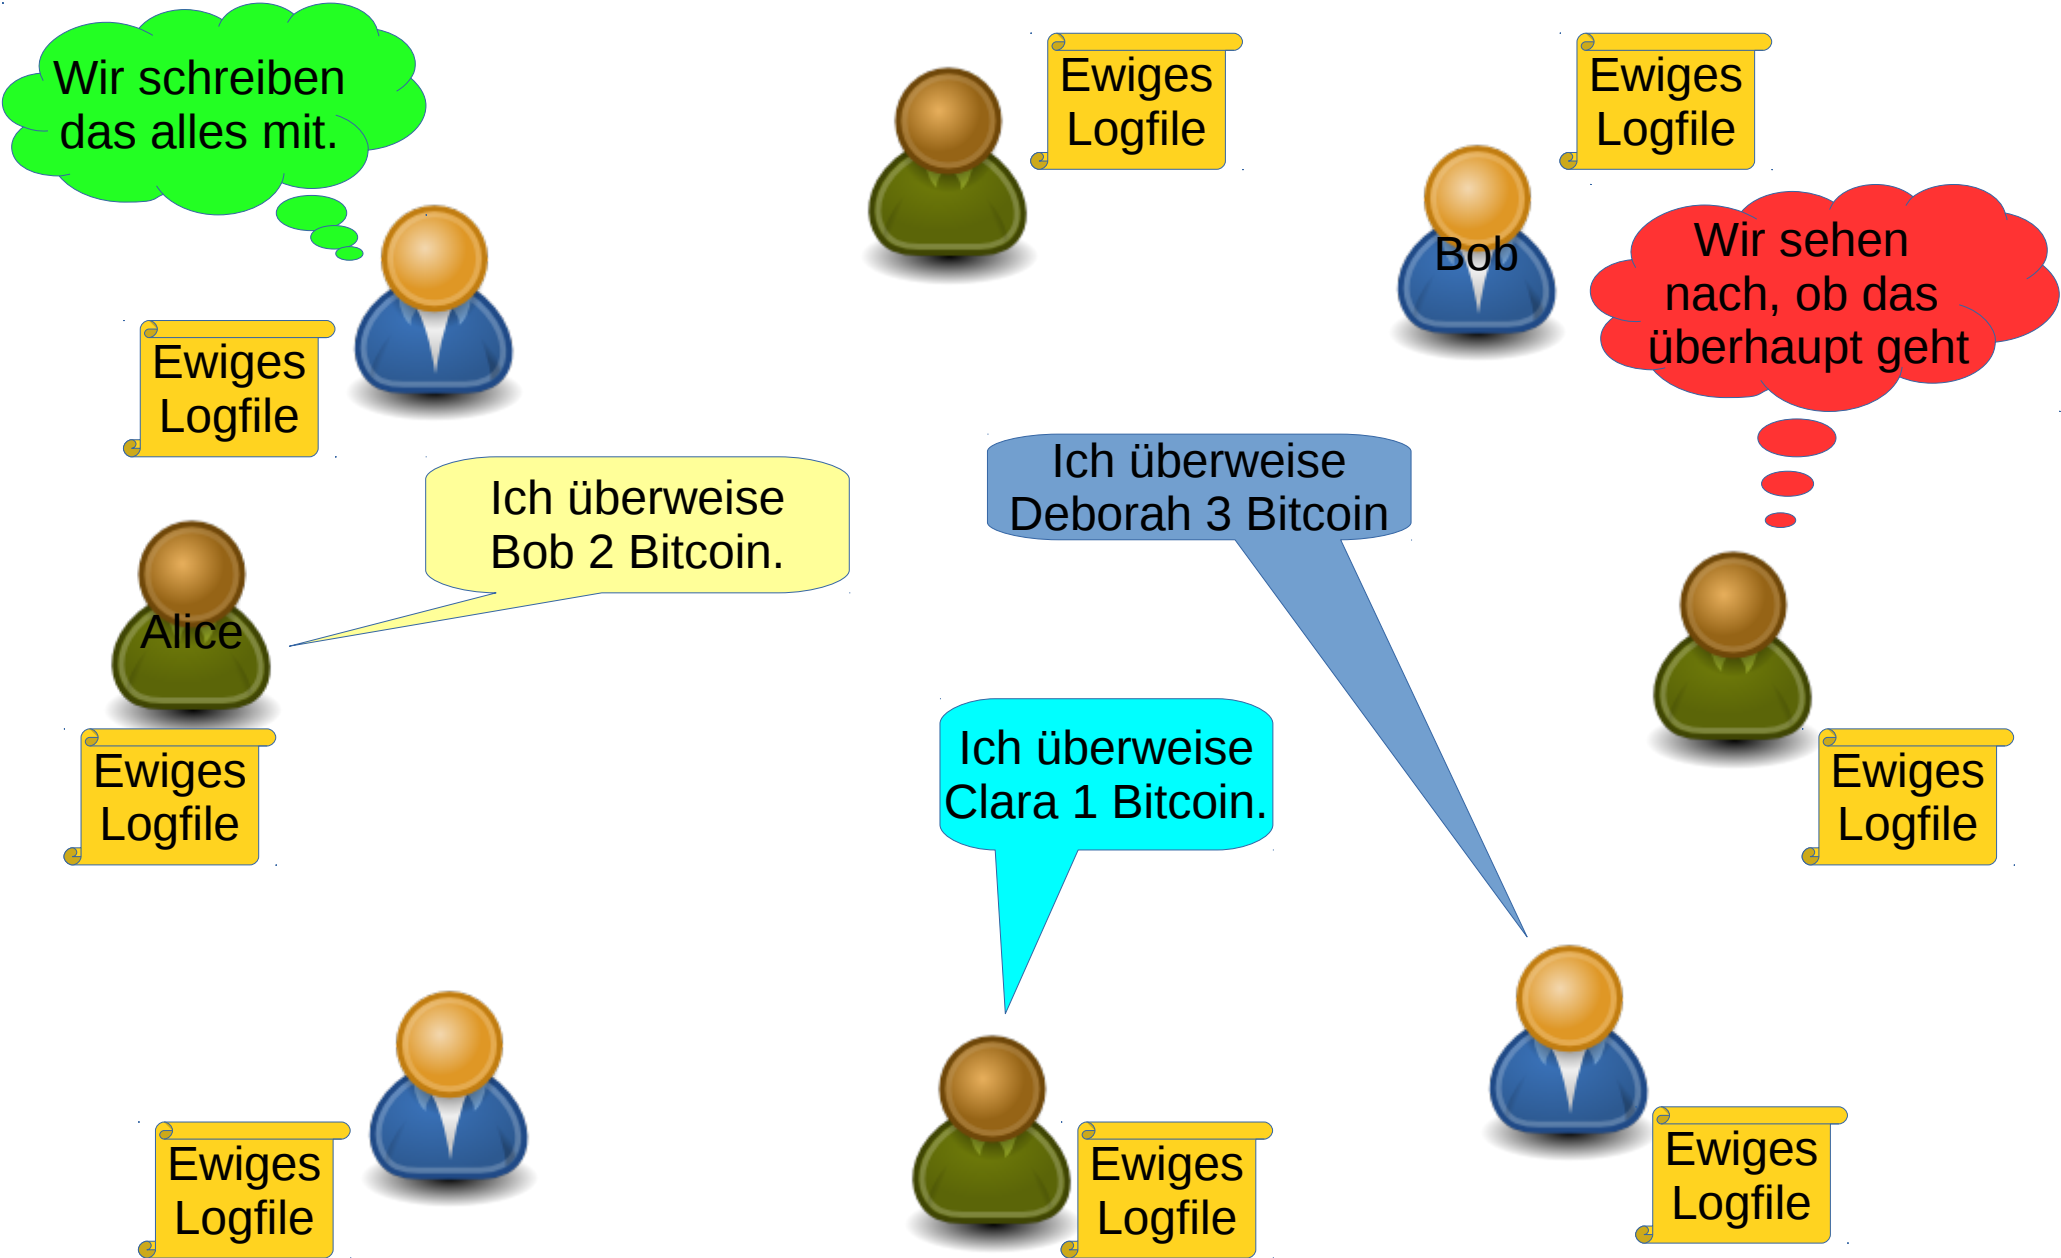 Wir schreiben
das alles mit.
Ewiges
Logfile
Ewiges
Logfile
Bob
Wir sehen
nach, ob das
überhaupt geht
Ewiges
Logfile
Ich überweise
Bob 2 Bitcoin.
Ich überweise
Deborah 3 Bitcoin
Alice
Ewiges
Logfile
Ich überweise
Clara 1 Bitcoin.
Ewiges
Logfile
Ewiges
Logfile
Ewiges
Logfile
Ewiges
Logfile